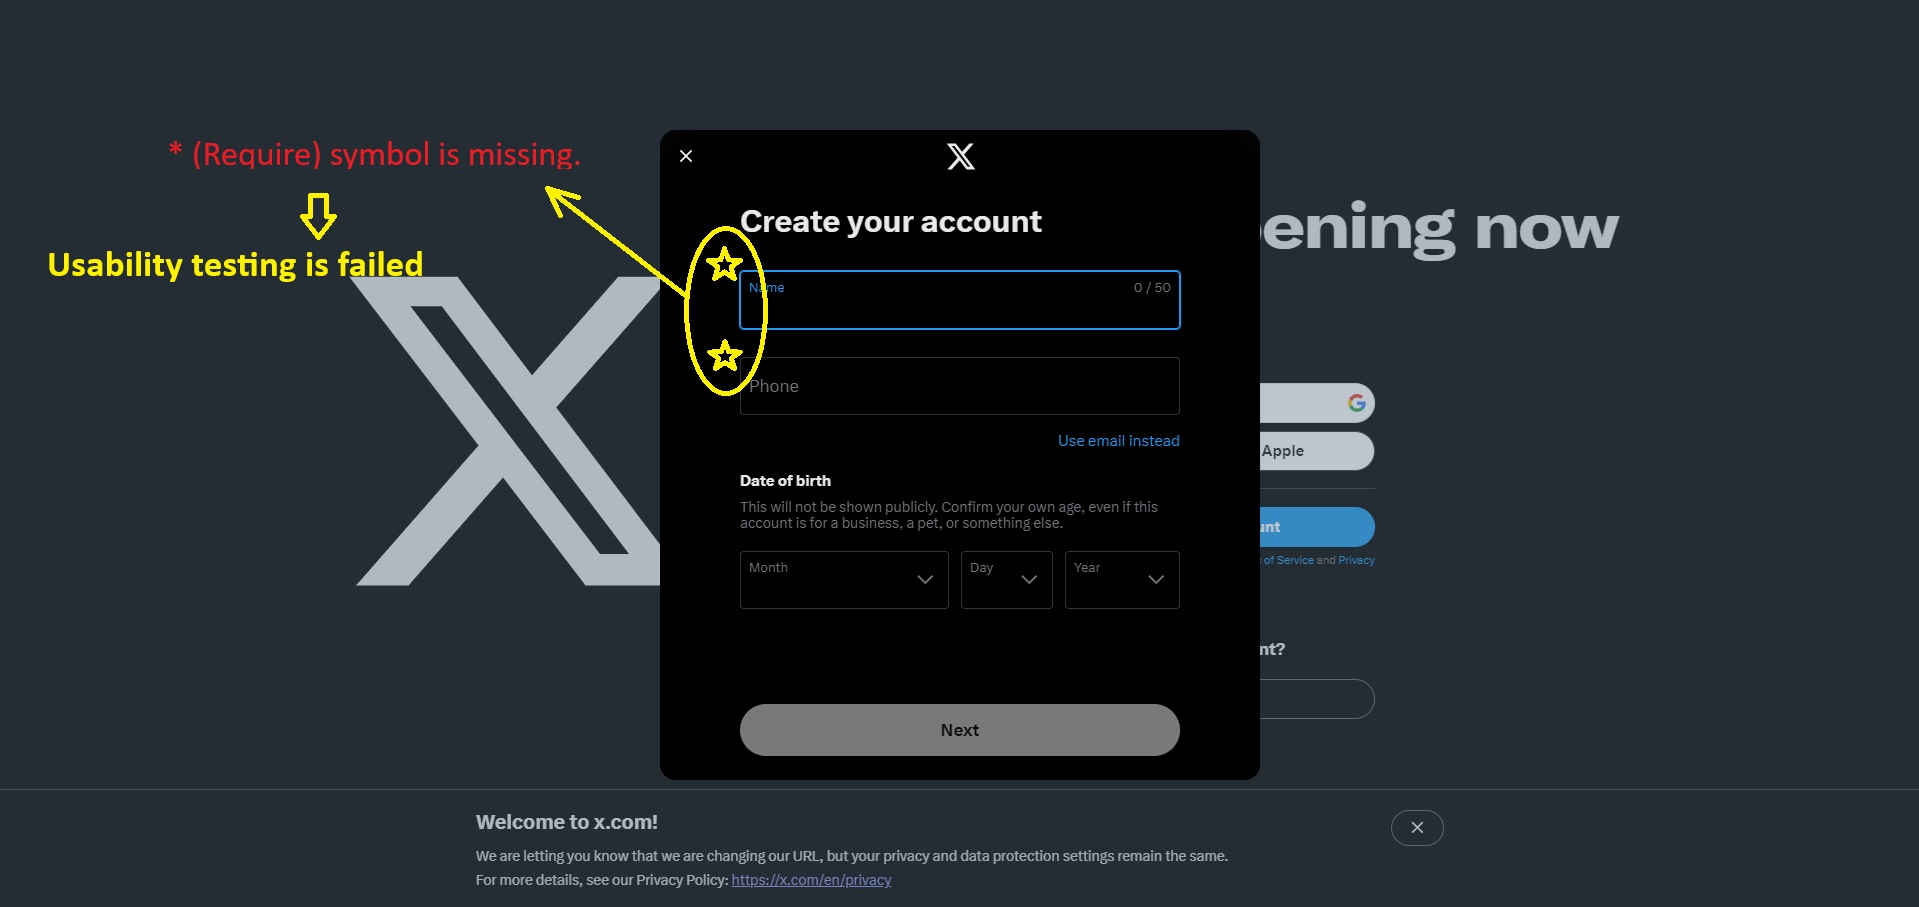 * (Require) symbol is missing.
Usability testing is failed
Create your account
Name
0 / 50
Phone
Use email instead
Date of birth
This will not be shown publicly. Confirm your own age, even if this
account is for a business, a pet, or something else.
Month
Day
Year
Next
ening now
Apple
unt
of Service and Privacy
nt?
Welcome to x.com!
We are letting you know that we are changing our URL, but your privacy and data protection settings remain the same.
For more details, see our Privacy Policy: https://x.com/en/privacy